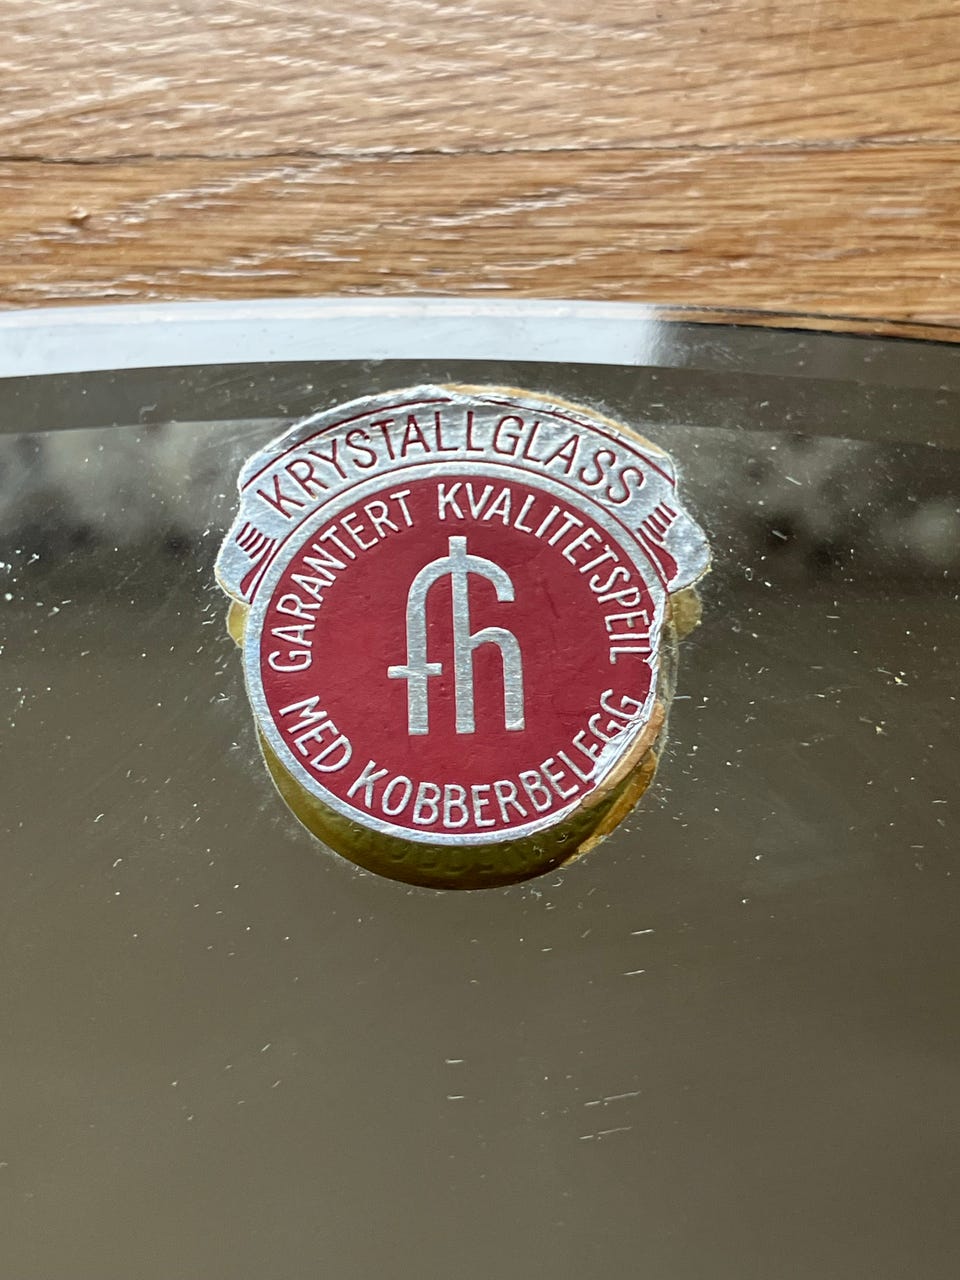 KRYSTALLGLASS
GARANTERT KVALITETSPEIL
fh
MED KOBBERBELEGG